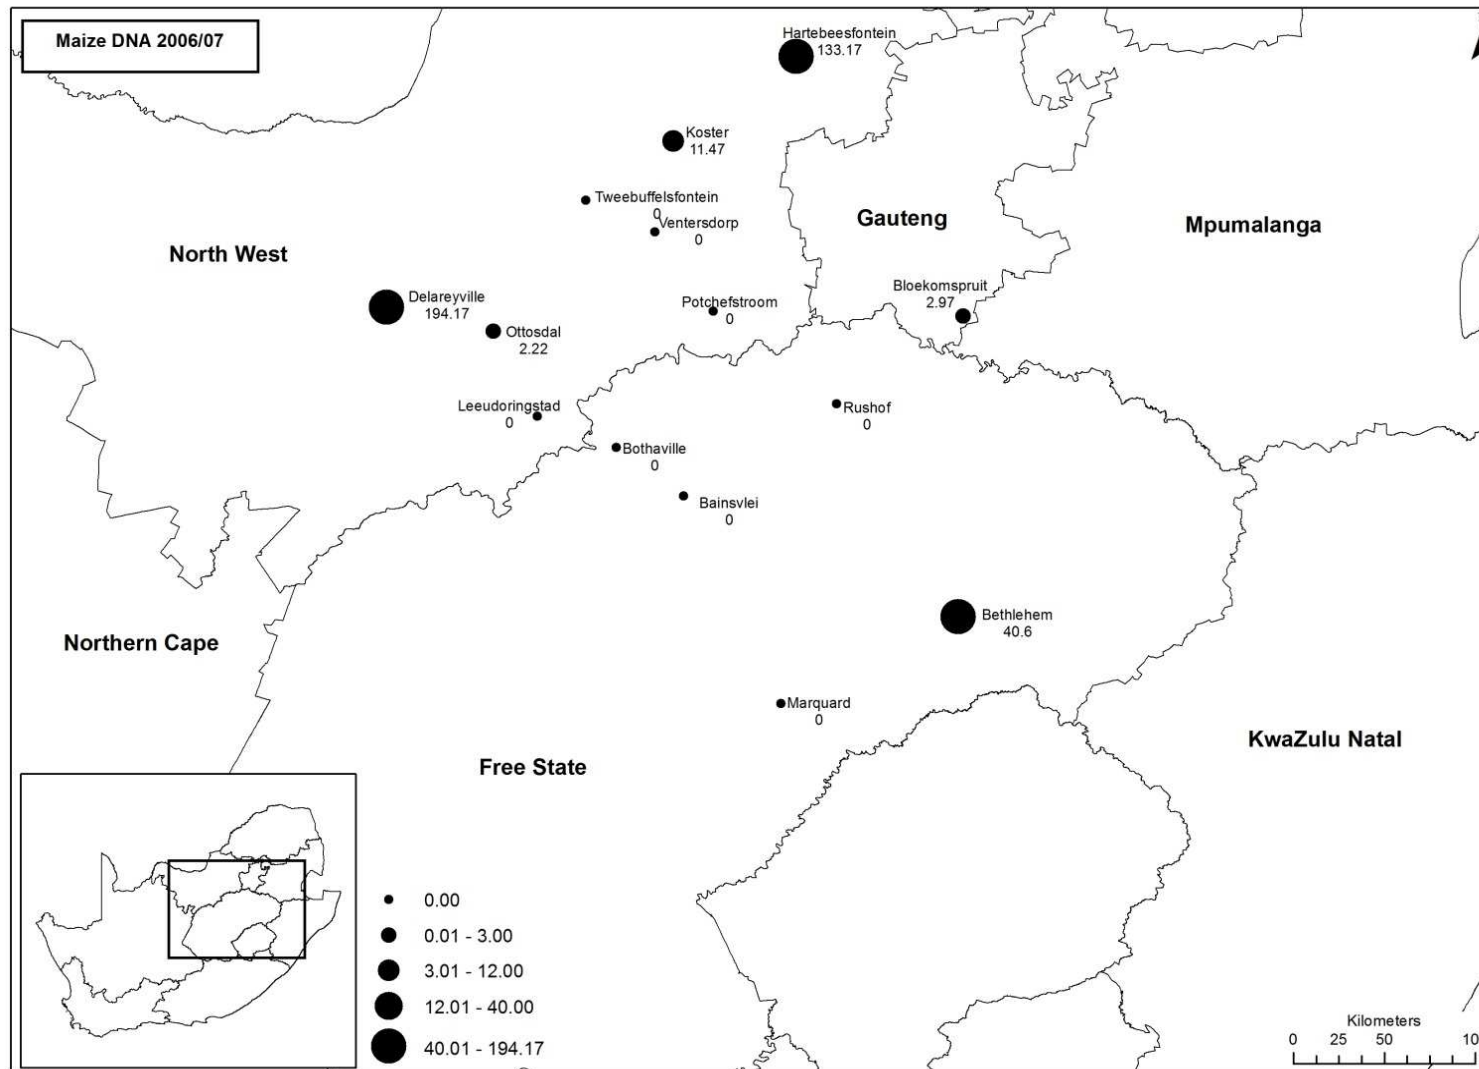 Maize DNA 2006/07
Hartebeesfontein
133.17
Koster
11.47
Tweebuffelsfontein
0
Ventersdorp
0
Gauteng
Mpumalanga
North West
Delareyville
194.17
Ottosdal
2.22
Potchefstroom
0
Bloekomspruit
2.97
Leeudoringstad
0
Rushof
0
Bothaville
0
Bainsvlei
0
Northern Cape
Bethlehem
40.6
Marquard
0
KwaZulu Natal
Free State
0.00
0.01 - 3.00
3.01 - 12.00
12.01 - 40.00
40.01 - 194.17
Kilometers
0 25 50